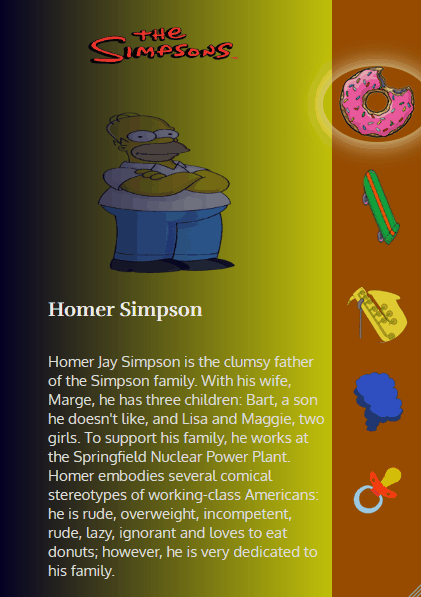 THE
SIMPSONS
Homer Simpson
Homer Jay Simpson is the clumsy father
of the Simpson family. With his wife,
Marge, he has three children: Bart, a son
he doesn't like, and Lisa and Maggie, two
girls. To support his family, he works at
the Springfield Nuclear Power Plant.
Homer embodies several comical
stereotypes of working-class Americans:
he is rude, overweight, incompetent,
rude, lazy, ignorant and loves to eat
donuts; however, he is very dedicated to
his family.